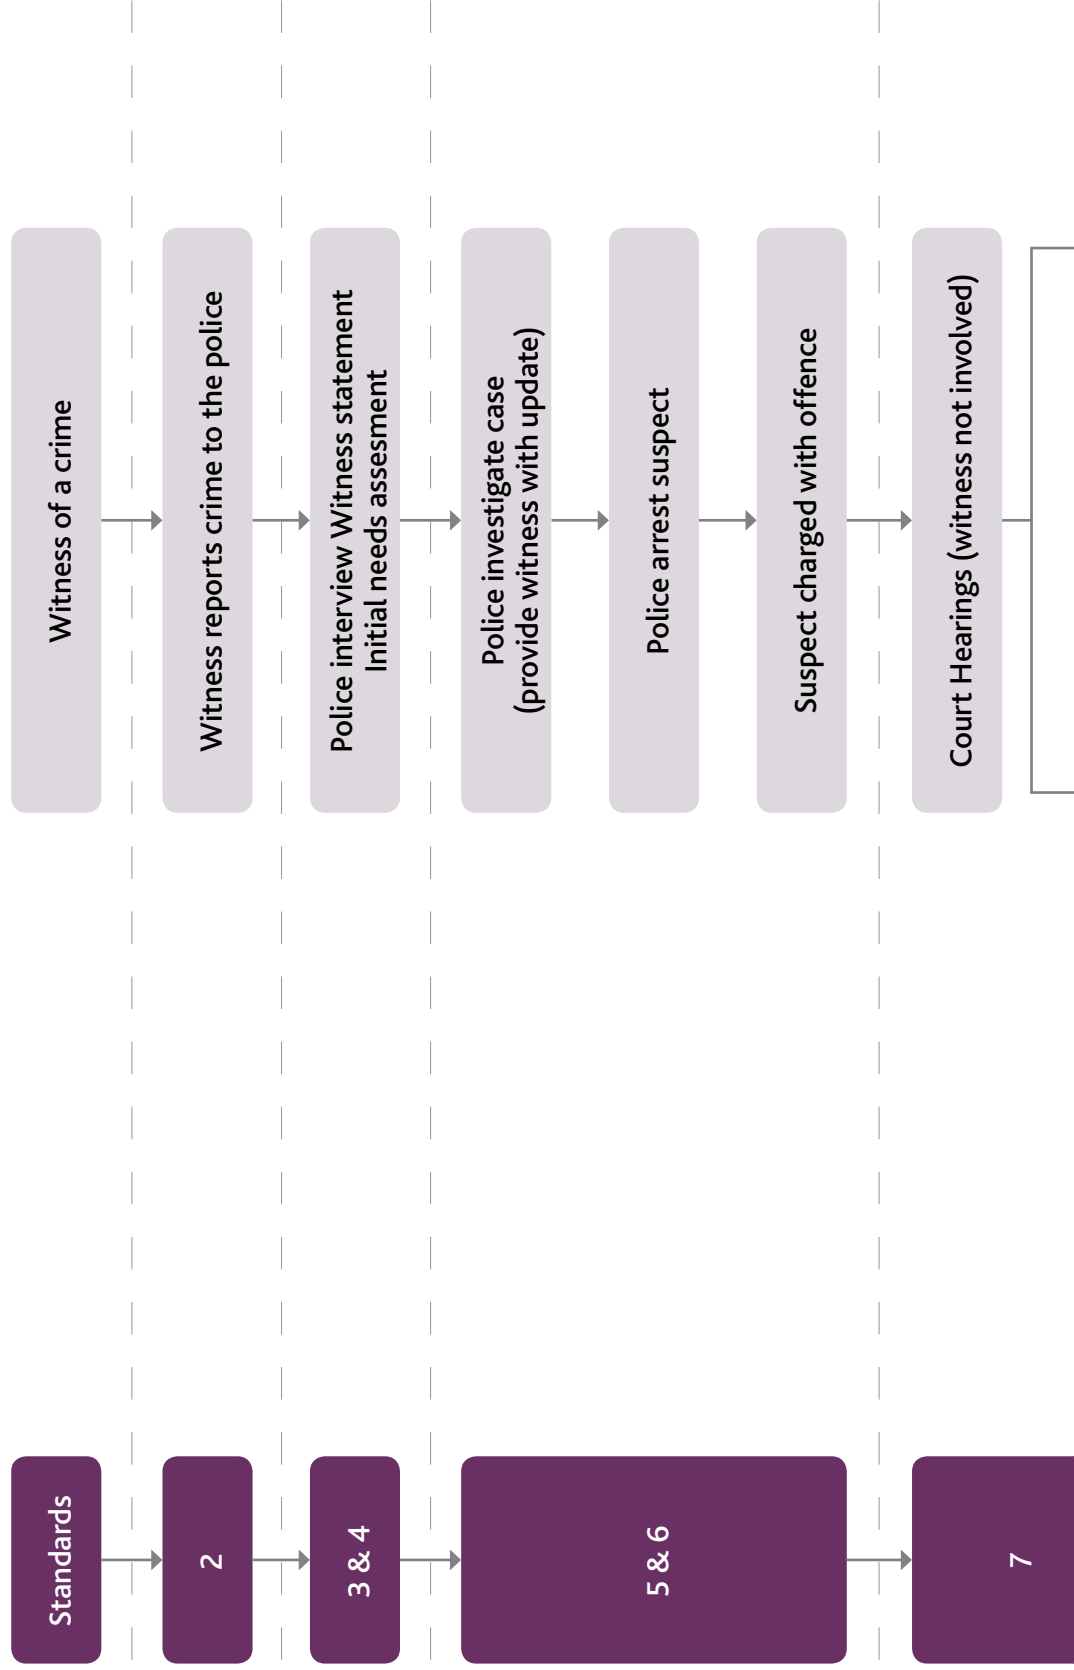 Standards
Witness of a crime
2
Witness reports crime to the police
3 & 4
Police interview Witness statement
Initial needs assesment
5 & 6
Police investigate case
(provide witness with update)
Police arrest suspect
Suspect charged with offence
7
Court Hearings (witness not involved)